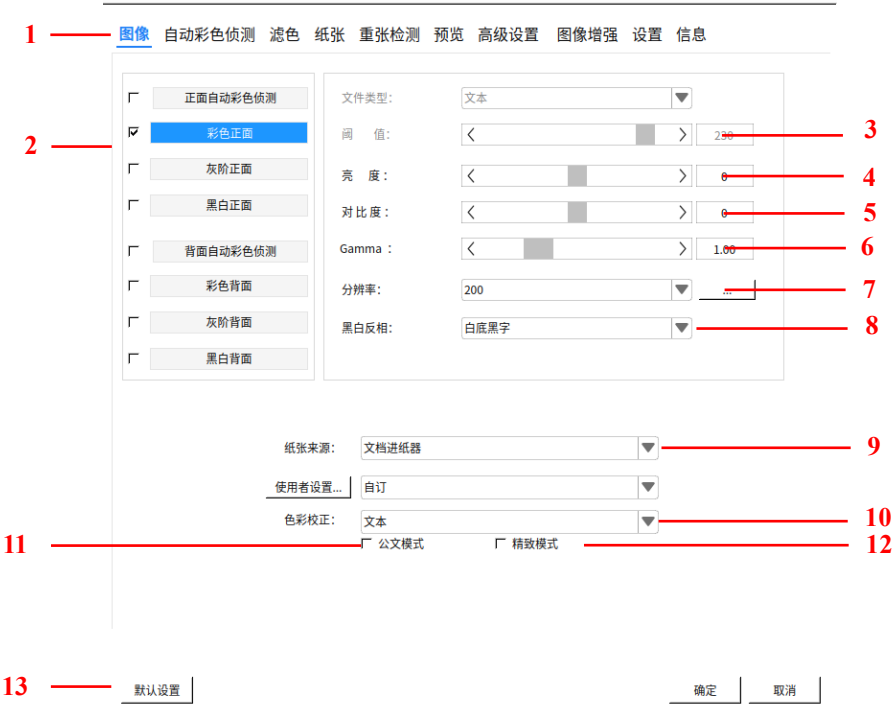 1 图像 自动彩色侦测 滤色 纸张 重张检测 预览 高级设置 图像增强 设置 信息
正面自动彩色侦测 文件类型: 文本
2 彩色正面 阈 值: 230 3
灰阶正面 亮 度: 0 4
黑白正面 对比度: 0 5
背面自动彩色侦测 Gamma : 1.00 6
彩色背面 分辨率: 200 ... 7
灰阶背面 黑白反相: 白底黑字 8
黑白背面
纸张来源: 文档进纸器 9
使用者设置... 自订
色彩校正: 文本 10
11 公文模式 精致模式 12
13 默认设置 确定 取消